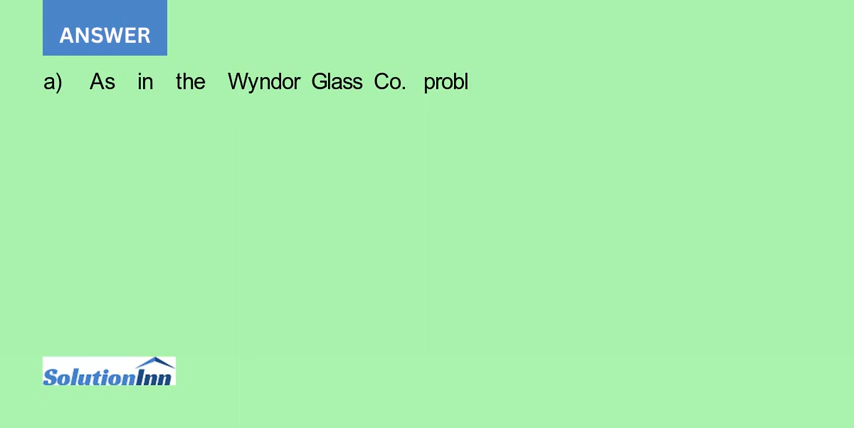 ANSWER
a) As in the Wyndor Glass Co. probl
SolutionInn